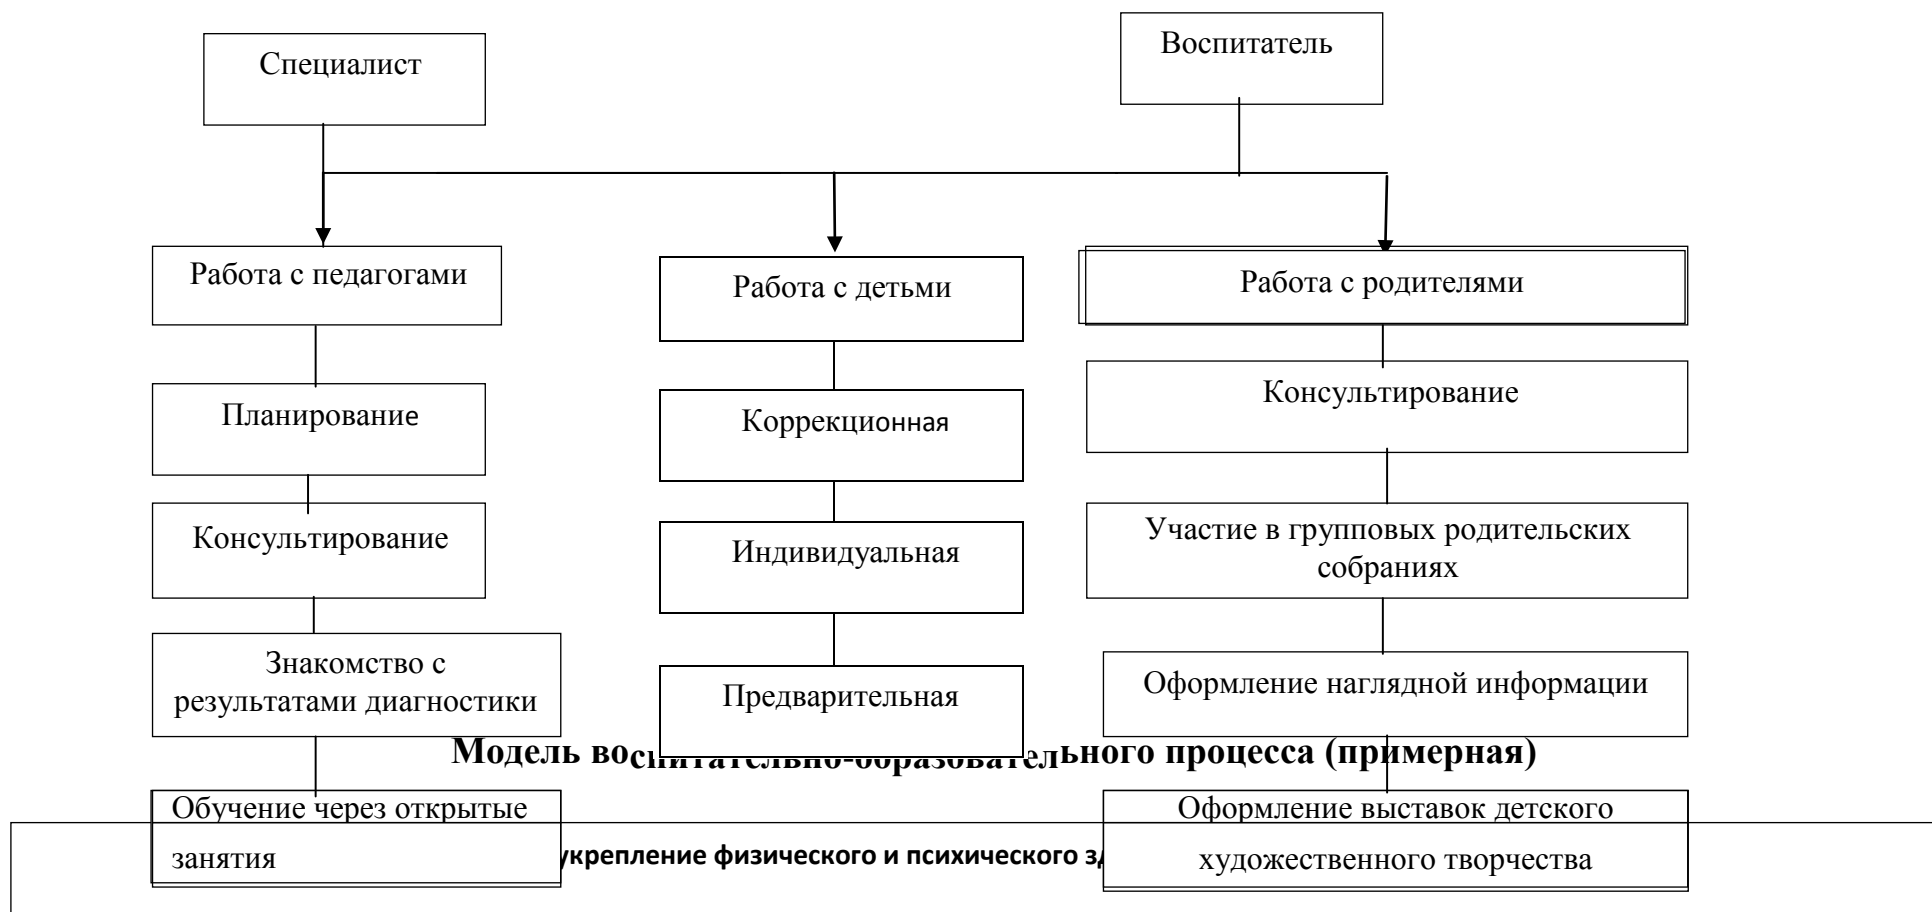 Специалист
Воспитатель
Работа с педагогами
Работа с детьми
Работа с родителями
Планирование
Коррекционная
Консультирование
Консультирование
Индивидуальная
Участие в групповых родительских
собраниях
Знакомство с
результатами диагностики
Предварительная
Оформление наглядной информации
Модель воспитательно-образовательного процесса (примерная)
Обучение через открытые
занятия
Оформление выставок детского
художественного творчества
укрепление физического и психического